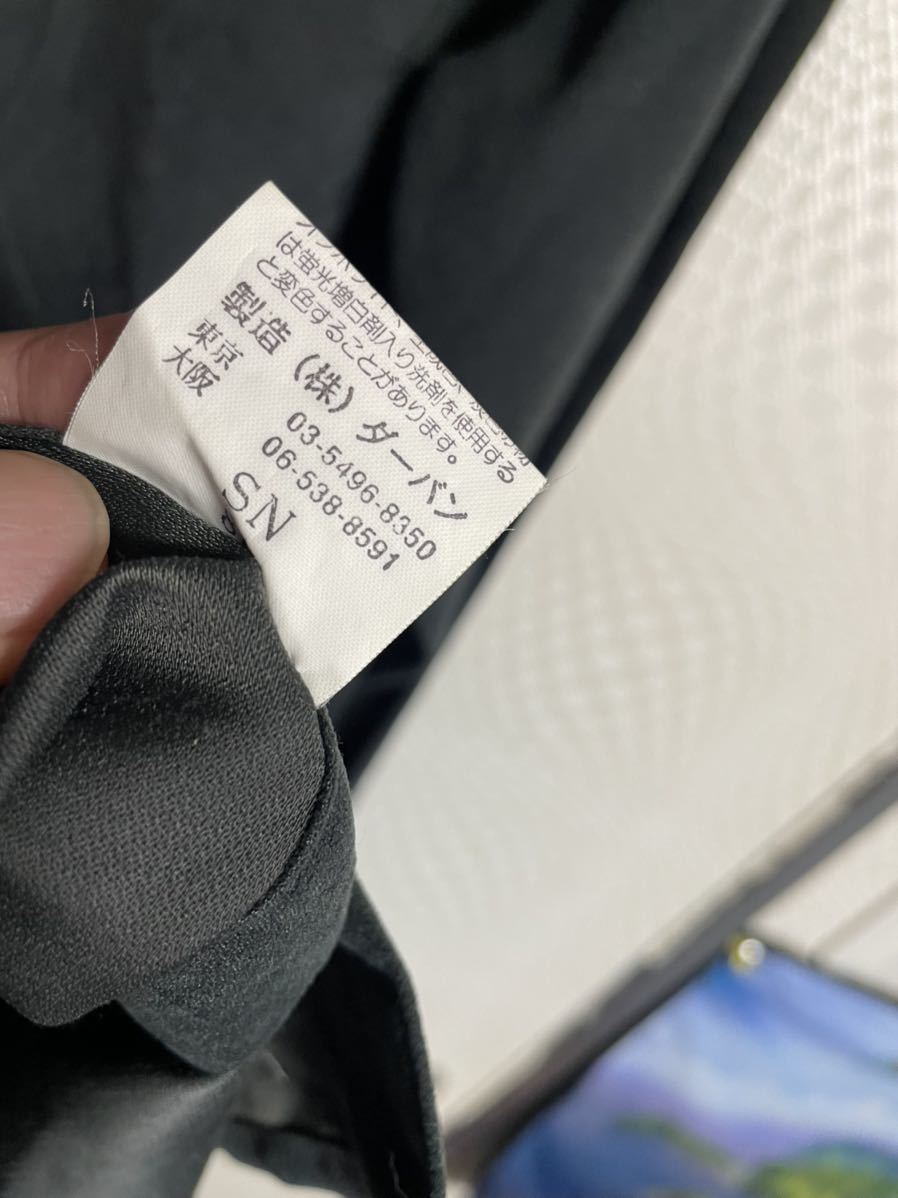 は蛍光増白剤入り洗剤を使用する
と変色することがあります。
製造 (株) ダーバン
東京 03-5496-8350
大阪 06-538-8591
SN